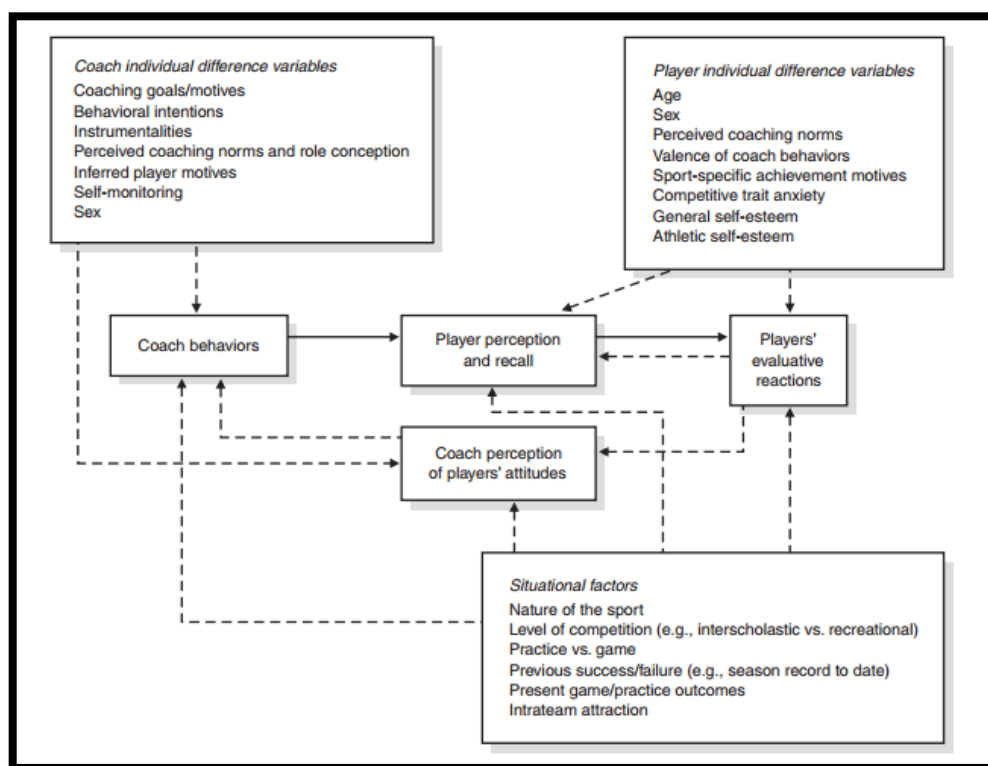 Coach individual difference variables
Coaching goals/motives
Behavioral intentions
Instrumentalities
Perceived coaching norms and role conception
Inferred player motives
Self-monitoring
Sex
Player individual difference variables
Age
Sex
Perceived coaching norms
Valence of coach behaviors
Sport-specific achievement motives
Competitive trait anxiety
General self-esteem
Athletic self-esteem
Coach behaviors
Player perception
and recall
Players'
evaluative
reactions
Coach perception
of players' attitudes
Situational factors
Nature of the sport
Level of competition (e.g., interscholastic vs. recreational)
Practice vs. game
Previous success/failure (e.g., season record to date)
Present game/practice outcomes
Intrateam attraction